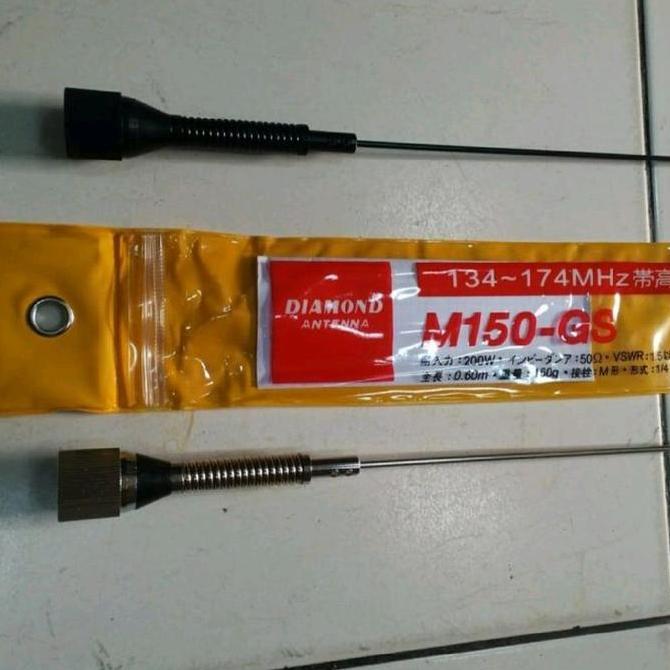 134~174MHz帯高
DIAMOND
ANTENNA
M150-GS
耐入力:200W・インピーダンス:50Ω・VSWR:1.5以
全長:0.60m・重量:160g・接栓:M形・形式:1/4